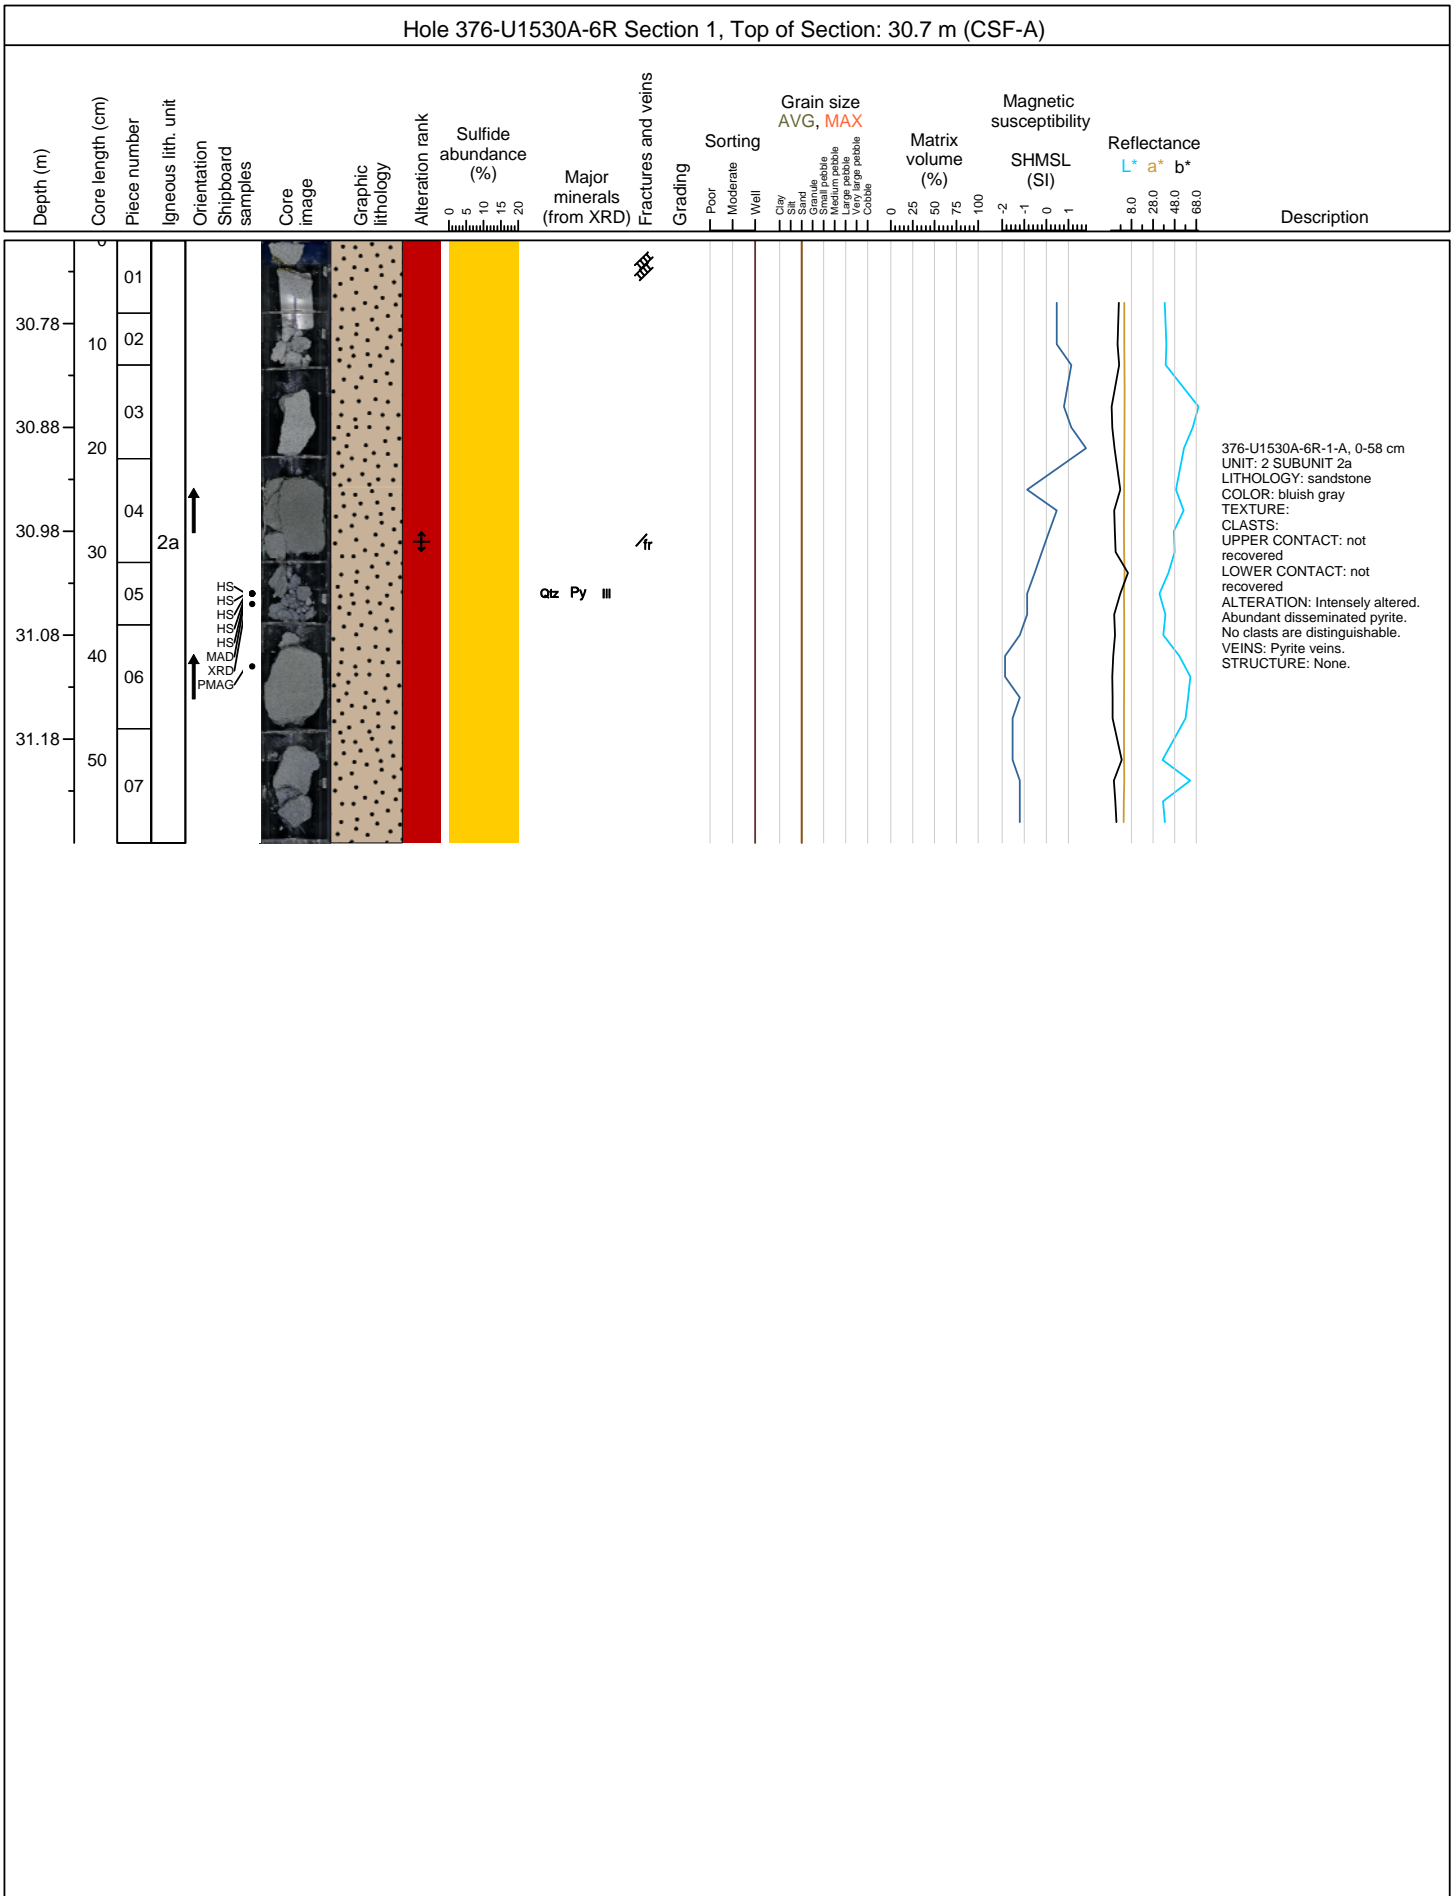 Hole 376-U1530A-6R Section 1, Top of Section: 30.7 m (CSF-A)
Depth (m)
Core length (cm)
Piece number
Igneous lith. unit
Orientation
Shipboard
samples
Core
image
Graphic
lithology
Alteration rank
Sulfide
abundance
(%)
0 5 10 15 20
Major
minerals
(from XRD)
Fractures and veins
Grading
Sorting
Poor
Moderate
Well
Grain size
AVG, MAX
Clay
Silt
Sand
Granule
Small pebble
Medium pebble
Large pebble
Very large pebble
Cobble
Matrix
volume
(%)
0 25 50 75 100
Magnetic
susceptibility
SHMSL
(SI)
-2 -1 0 1
Reflectance
L* a* b*
8.0 28.0 48.0 68.0
Description
0
01
30.78
10
02
03
30.88
20
04
30.98
30
2a
fr
05
HS
HS
HS
HS
HS
MAD
XRD
PMAG
Qtz Py Ill
31.08
40
06
31.18
50
07
376-U1530A-6R-1-A, 0-58 cm
UNIT: 2 SUBUNIT 2a
LITHOLOGY: sandstone
COLOR: bluish gray
TEXTURE:
CLASTS:
UPPER CONTACT: not
recovered
LOWER CONTACT: not
recovered
ALTERATION: Intensely altered.
Abundant disseminated pyrite.
No clasts are distinguishable.
VEINS: Pyrite veins.
STRUCTURE: None.